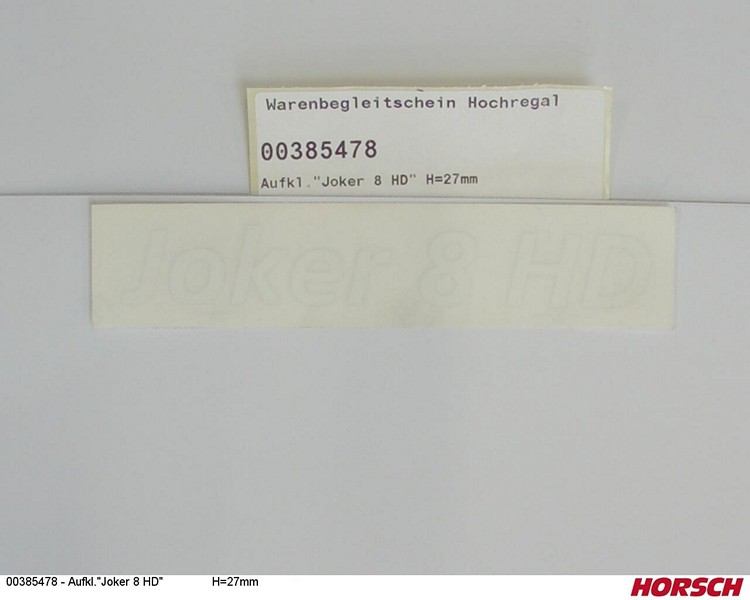 Warenbegleitschein Hochregal
00385478
Aufkl."Joker 8 HD" H=27mm
Joker 8 HD
00385478 - Aufkl."Joker 8 HD" H=27mm
HORSCH